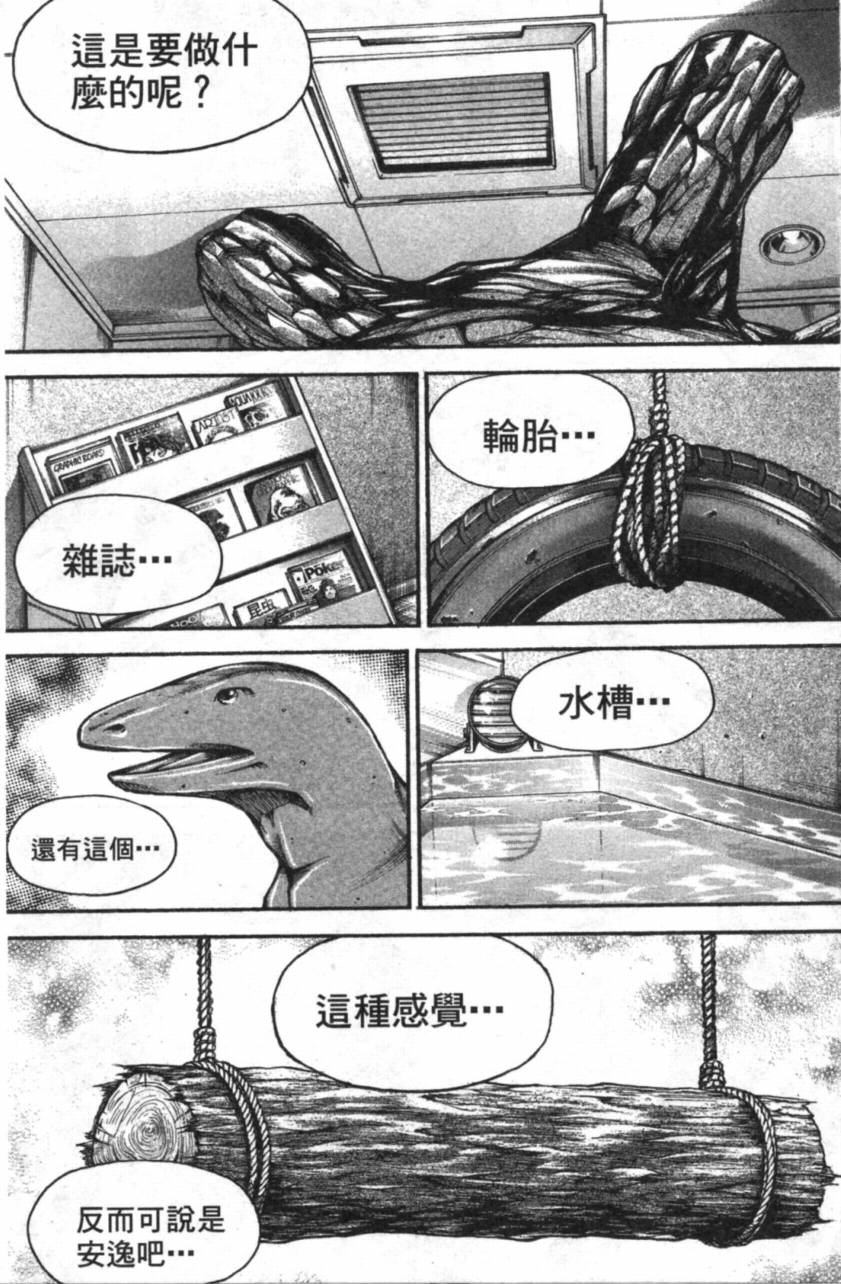 這是要做什
麼的呢？
輪胎…
雜誌…
GRAPHIC BOARD
ARTIST
Poker
昆虫
水槽…
還有這個…
這種感覺…
反而可說是
安逸吧…